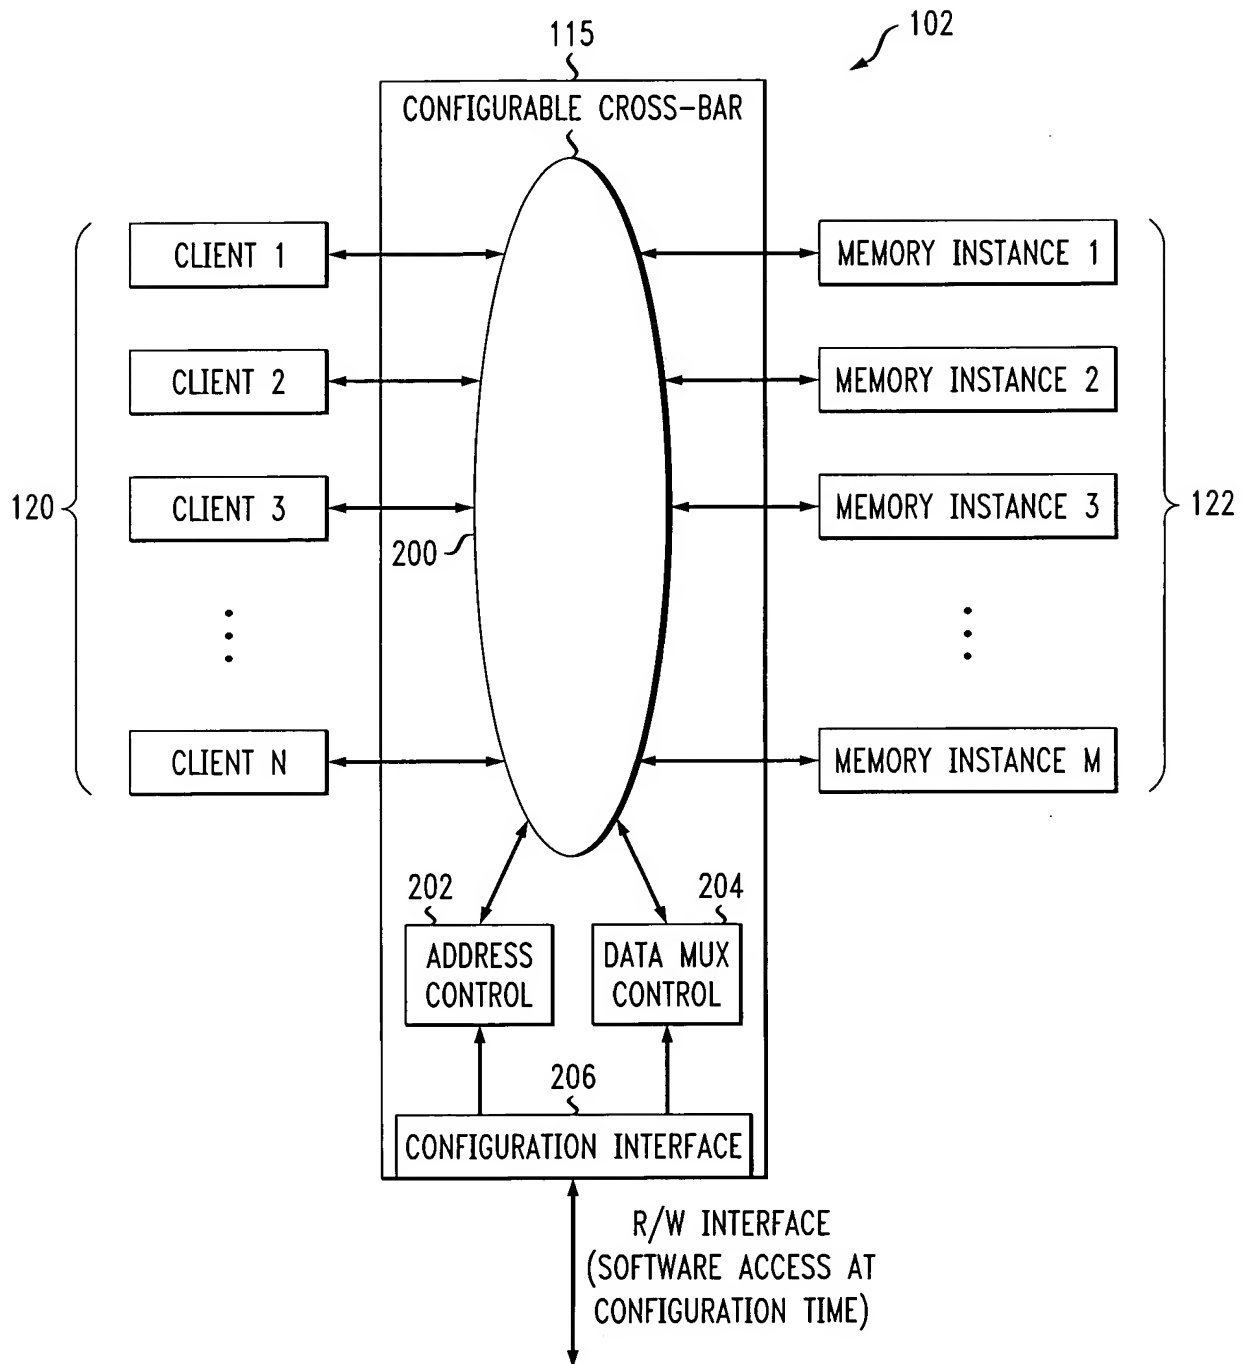 102
115
CONFIGURABLE CROSS-BAR
CLIENT 1
MEMORY INSTANCE 1
CLIENT 2
MEMORY INSTANCE 2
120
CLIENT 3
MEMORY INSTANCE 3
122
200
CLIENT N
MEMORY INSTANCE M
202
204
ADDRESS
CONTROL
DATA MUX
CONTROL
206
CONFIGURATION INTERFACE
R/W INTERFACE
(SOFTWARE ACCESS AT
CONFIGURATION TIME)